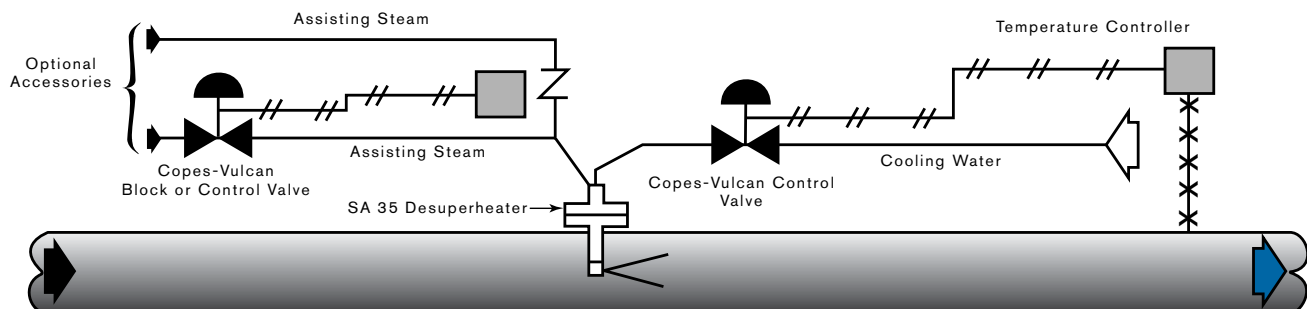 Assisting Steam
Optional
Accessories
Temperature Controller
Assisting Steam
Cooling Water
Copes-Vulcan
Block or Control Valve
Copes-Vulcan Control
Valve
SA 35 Desuperheater